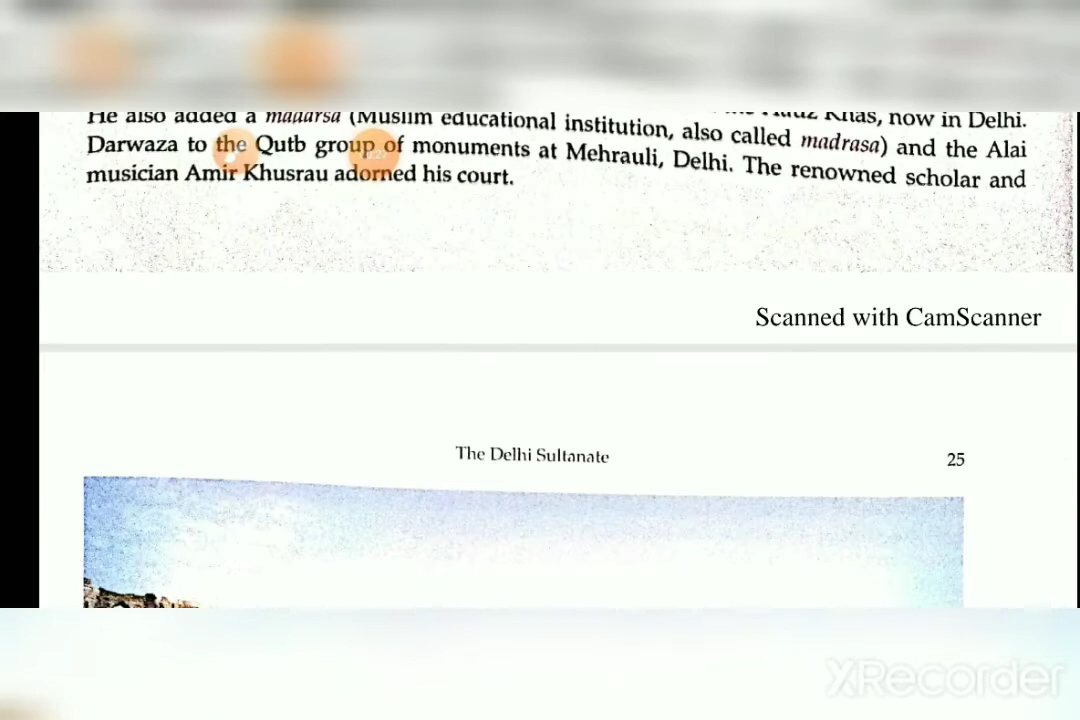 Khas, now in Delhi.
He also added a madarsa (Muslim educational institution, also called madrasa) and the Alai
Darwaza to the Qutb group of monuments at Mehrauli, Delhi. The renowned scholar and
musician Amir Khusrau adorned his court.
Scanned with CamScanner
The Delhi Sultanate
25
XRecorder